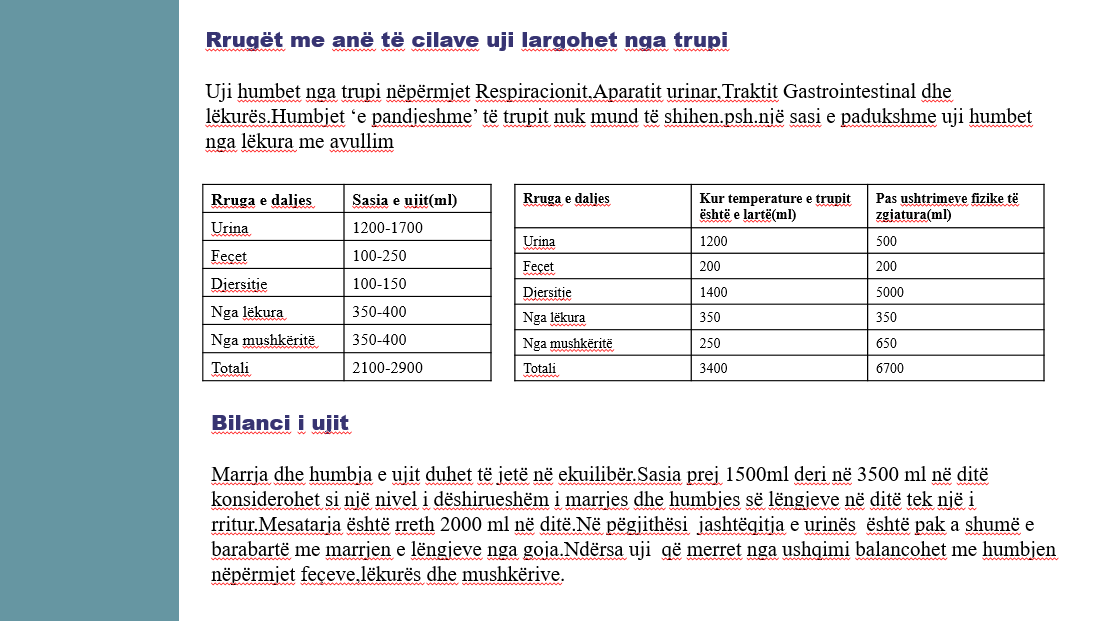 Rrugët me anë të cilave uji largohet nga trupi
Uji humbet nga trupi nëpërmjet Respiracionit,Aparatit urinar,Traktit Gastrointestinal dhe
lëkurës.Humbjet ‘e pandjeshme’ të trupit nuk mund të shihen.psh.një sasi e padukshme uji humbet
nga lëkura me avullim
Rruga e daljes Sasia e ujit(ml)
Urina 1200-1700
Feçet 100-250
Djersitje 100-150
Nga lëkura 350-400
Nga mushkëritë 350-400
Totali 2100-2900
Rruga e daljes Kur temperature e trupit është e lartë(ml) Pas ushtrimeve fizike të zgjatura(ml)
Urina 1200 500
Feçet 200 200
Djersitje 1400 5000
Nga lëkura 350 350
Nga mushkëritë 250 650
Totali 3400 6700
Bilanci i ujit
Marrja dhe humbja e ujit duhet të jetë në ekuilibër.Sasia prej 1500ml deri në 3500 ml në ditë
konsiderohet si një nivel i dëshirueshëm i marrjes dhe humbjes së lëngjeve në ditë tek një i
rritur.Mesatarja është rreth 2000 ml në ditë.Në pëgjithësi jashtëqitja e urinës është pak a shumë e
barabartë me marrjen e lëngjeve nga goja.Ndërsa uji që merret nga ushqimi balancohet me humbjen
nëpërmjet feçeve,lëkurës dhe mushkërive.